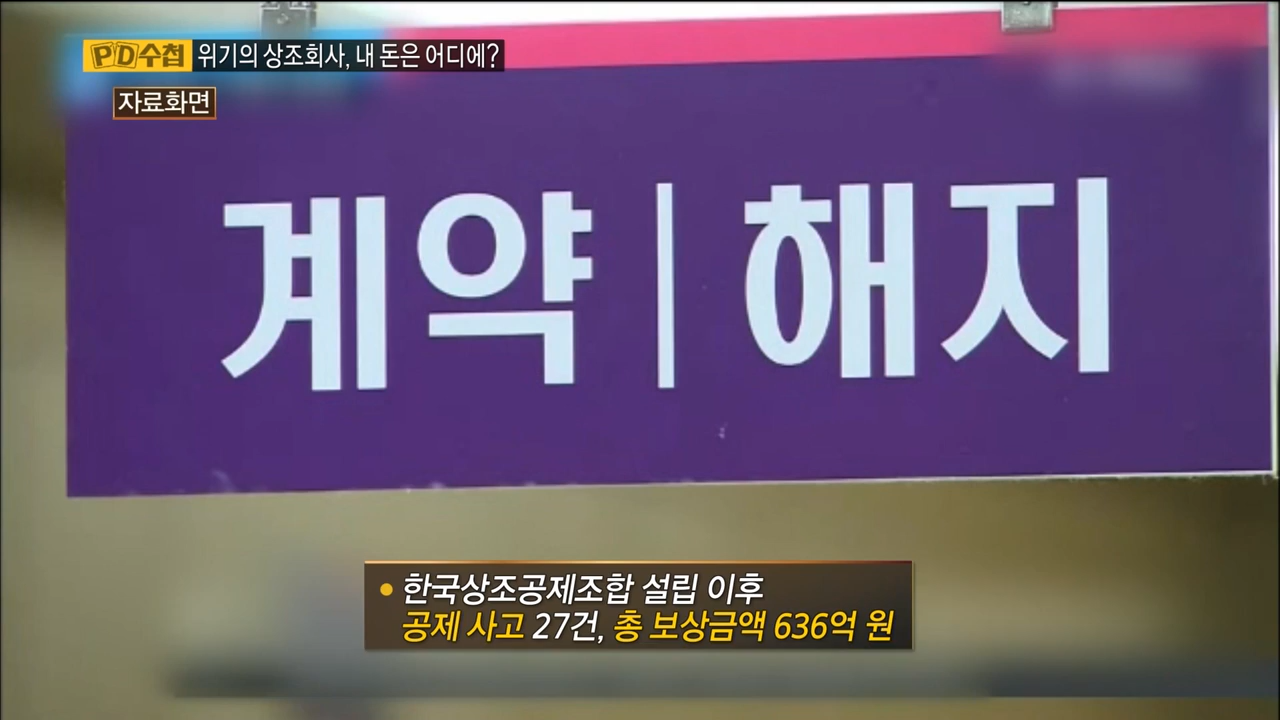 PD수첩 위기의 상조회사, 내 돈은 어디에?
자료화면
계약 | 해지
한국상조공제조합 설립 이후
공제 사고 27건, 총 보상금액 636억 원